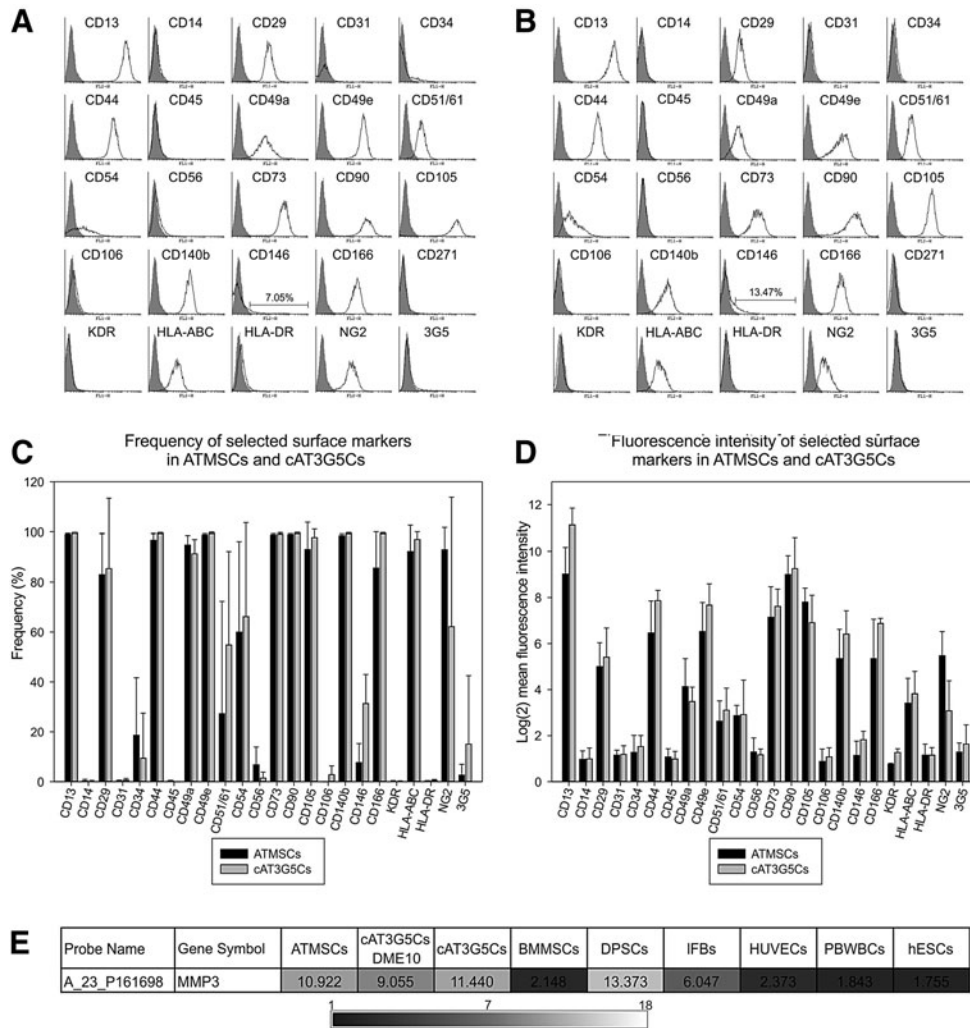 A
CD13 CD14 CD29 CD31 CD34
CD44 CD45 CD49a CD49e CD51/61
CD54 CD56 CD73 CD90 CD105
CD106 CD140b CD146 CD166 CD271
7.05%
KDR HLA-ABC HLA-DR NG2 3G5
B
CD13 CD14 CD29 CD31 CD34
CD44 CD45 CD49a CD49e CD51/61
CD54 CD56 CD73 CD90 CD105
CD106 CD140b CD146 CD166 CD271
13.47%
KDR HLA-ABC HLA-DR NG2 3G5
C
Frequency of selected surface markers
in ATMSCs and cAT3G5Cs
Frequency (%)
120
100
80
60
40
20
0
CD13 CD14 CD29 CD31 CD34 CD44 CD45 CD49a CD49e CD51/61 CD54 CD56 CD73 CD90 CD105 CD106 CD140b CD146 CD166 KDR HLA-ABC HLA-DR NG2 3G5
ATMSCs
cAT3G5Cs
D
Fluorescence intensity of selected surface
markers in ATMSCs and cAT3G5Cs
Log(2) mean fluorescence intensity
12
10
8
6
4
2
0
CD13 CD14 CD29 CD31 CD34 CD44 CD45 CD49a CD49e CD51/61 CD54 CD56 CD73 CD90 CD105 CD106 CD140b CD146 CD166 KDR HLA-ABC HLA-DR NG2 3G5
ATMSCs
cAT3G5Cs
E
Probe Name Gene Symbol ATMSCs cAT3G5Cs DME10 cAT3G5Cs BMMSCs DPSCs IFBs HUVECs PBWBCs hESCs
A_23_P161698 MMP3 10.922 9.055 11.440 2.148 13.373 6.047 2.373 1.843 1.755
1 7 18